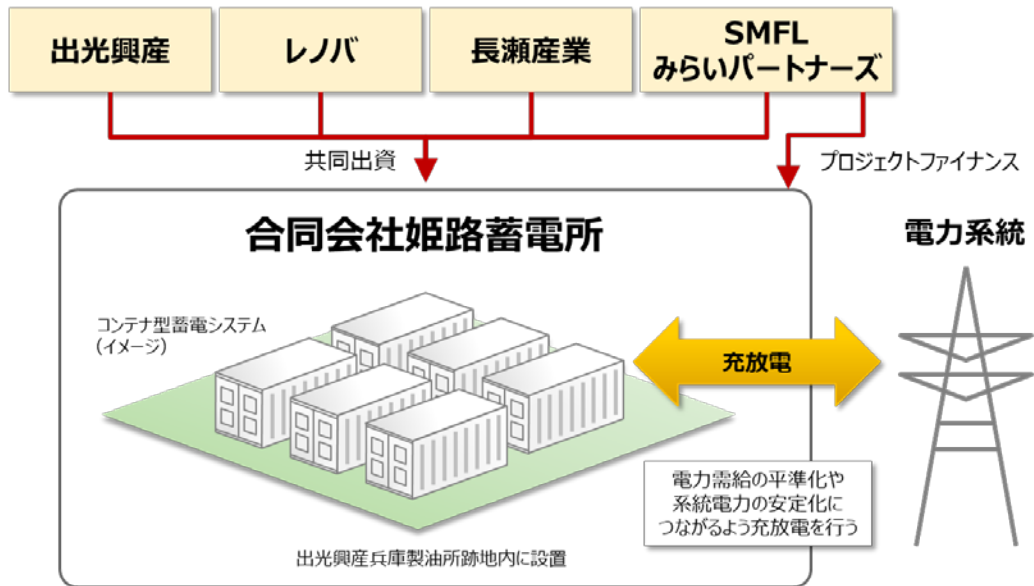 出光興産
レノバ
長瀬産業
SMFL
みらいパートナーズ
共同出資
プロジェクトファイナンス
合同会社姫路蓄電所
電力系統
コンテナ型蓄電システム
(イメージ)
充放電
電力需給の平準化や
系統電力の安定化に
つながるよう充放電を行う
出光興産兵庫製油所跡地内に設置